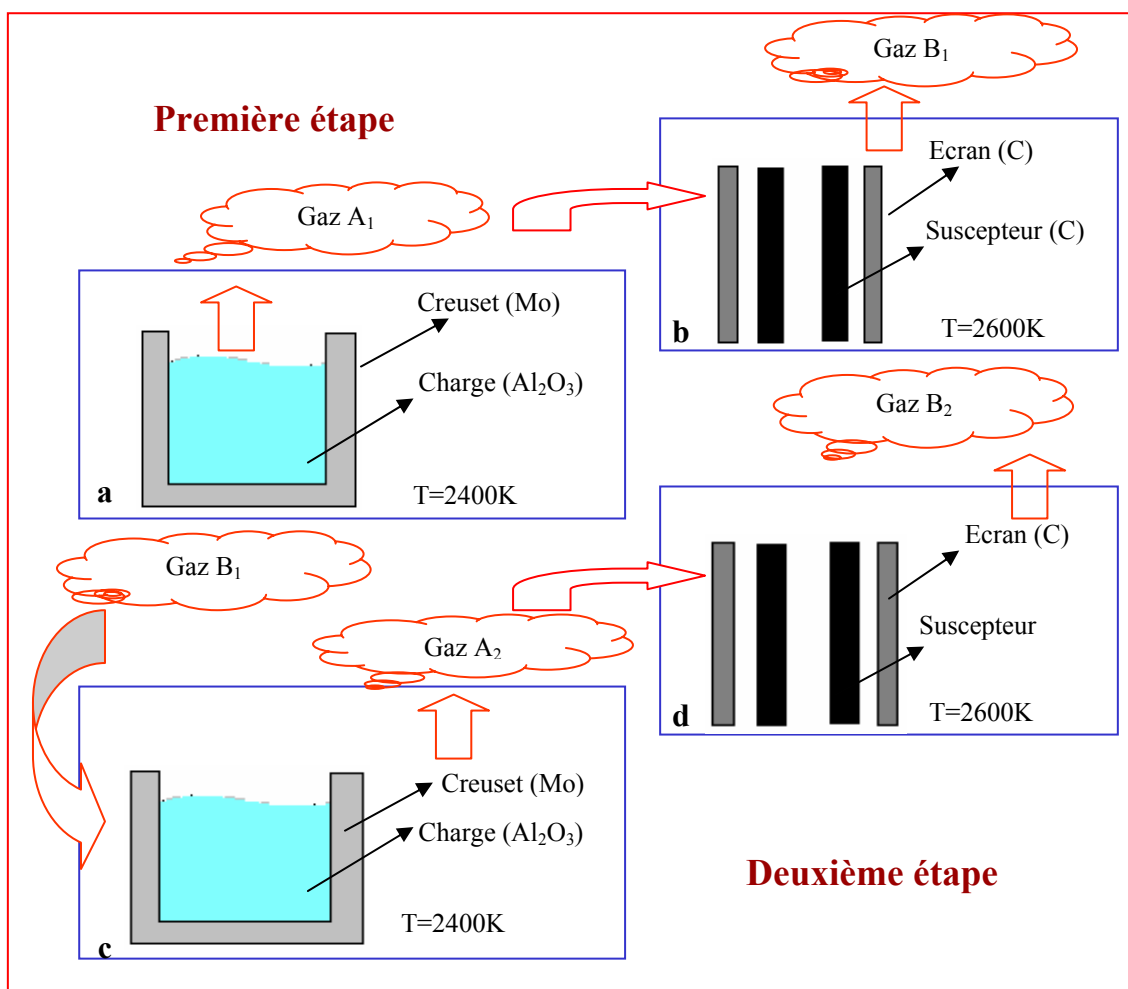 Première étape
Gaz A₁
Creuset (Mo)
Charge (Al₂O₃)
a
T=2400K
Gaz B₁
Ecran (C)
Suscepteur (C)
b
T=2600K
Gaz B₁
Gaz A₂
Creuset (Mo)
Charge (Al₂O₃)
c
T=2400K
Gaz B₂
Ecran (C)
Suscepteur
d
T=2600K
Deuxième étape